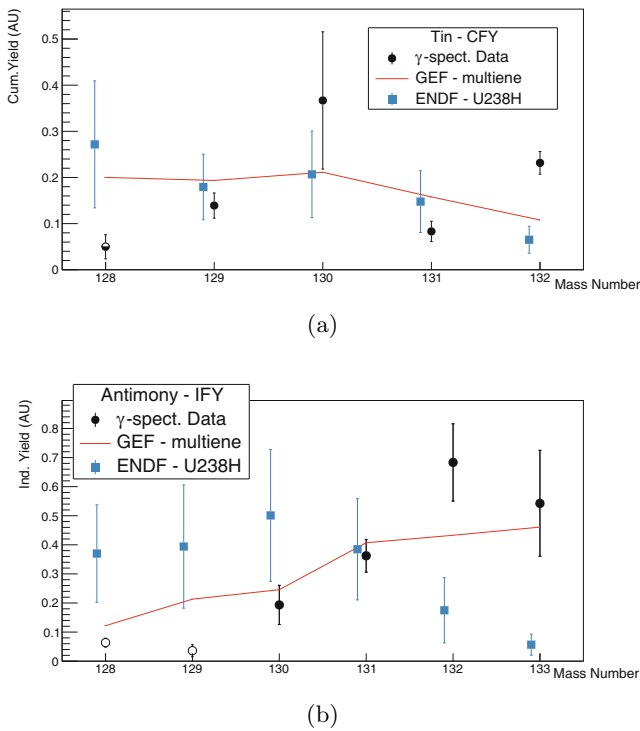 Cum.Yield (AU)
0.5
0.4
0.3
0.2
0.1
0
Tin - CFY
γ-spect. Data
GEF - multiene
ENDF - U238H
128 129 130 131 132
Mass Number
(a)
Ind. Yield (AU)
0.8
0.7
0.6
0.5
0.4
0.3
0.2
0.1
0
Antimony - IFY
γ-spect. Data
GEF - multiene
ENDF - U238H
128 129 130 131 132 133
Mass Number
(b)